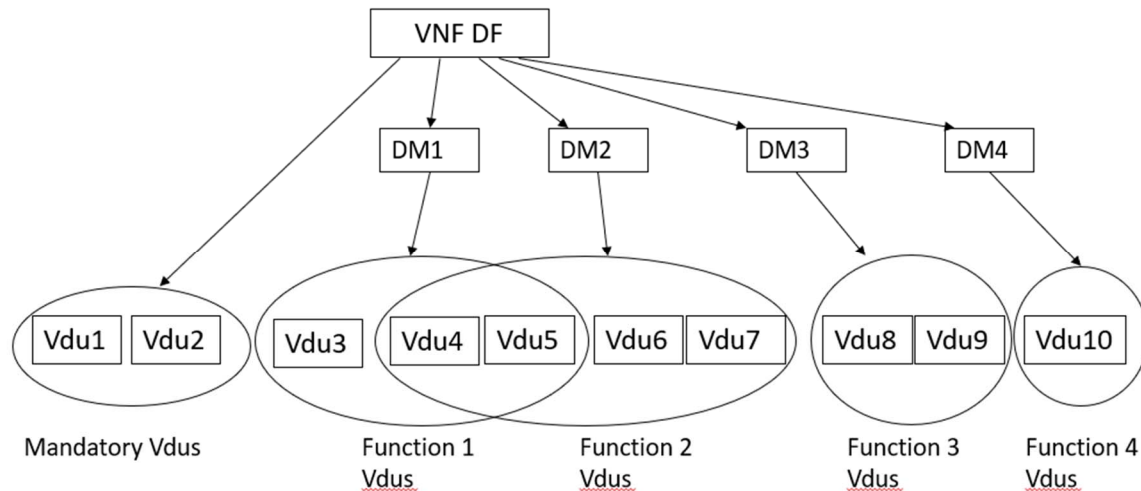 VNF DF
DM1
DM2
DM3
DM4
Vdu1
Vdu2
Vdu3
Vdu4
Vdu5
Vdu6
Vdu7
Vdu8
Vdu9
Vdu10
Mandatory Vdus
Function 1
Vdus
Function 2
Vdus
Function 3
Vdus
Function 4
Vdus